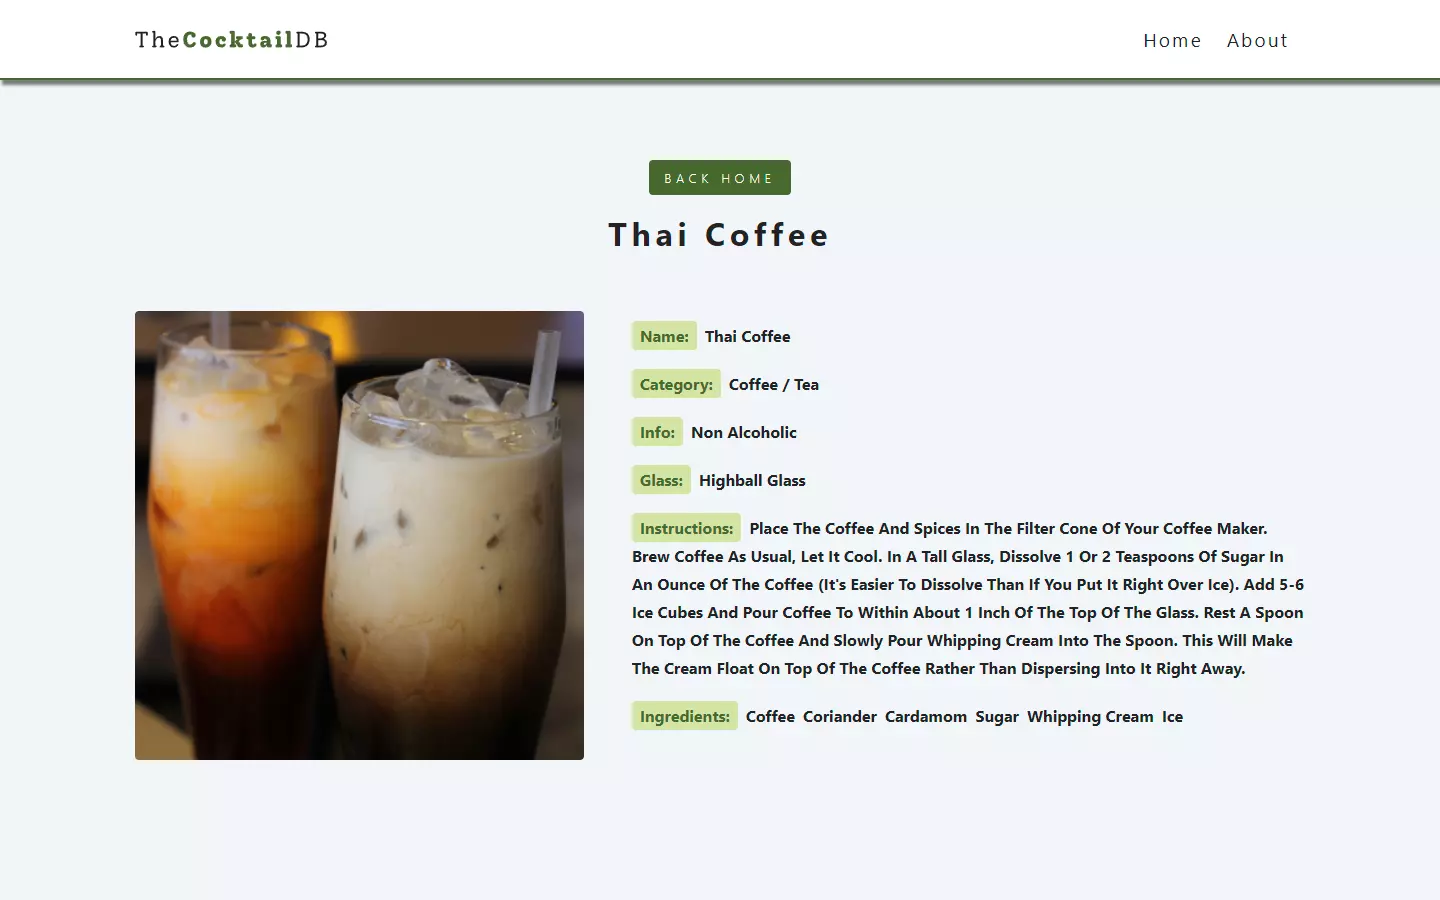 TheCocktailDB
Home About
BACK HOME
Thai Coffee
Name: Thai Coffee
Category: Coffee / Tea
Info: Non Alcoholic
Glass: Highball Glass
Instructions: Place The Coffee And Spices In The Filter Cone Of Your Coffee Maker.
Brew Coffee As Usual, Let It Cool. In A Tall Glass, Dissolve 1 Or 2 Teaspoons Of Sugar In
An Ounce Of The Coffee (It's Easier To Dissolve Than If You Put It Right Over Ice). Add 5-6
Ice Cubes And Pour Coffee To Within About 1 Inch Of The Top Of The Glass. Rest A Spoon
On Top Of The Coffee And Slowly Pour Whipping Cream Into The Spoon. This Will Make
The Cream Float On Top Of The Coffee Rather Than Dispersing Into It Right Away.
Ingredients: Coffee Coriander Cardamom Sugar Whipping Cream Ice